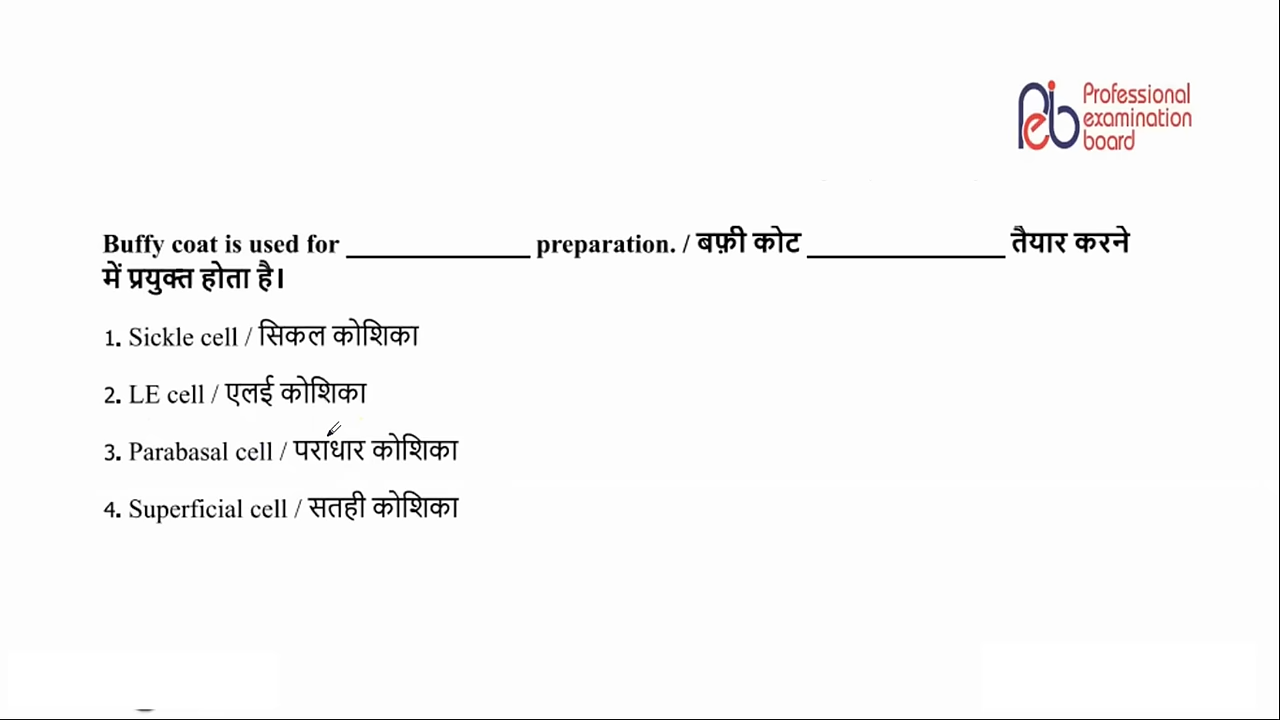 Professional
examination
board
Buffy coat is used for ______________ preparation. / बफ़ी कोट _______________ तैयार करने
में प्रयुक्त होता है।
1. Sickle cell / सिकल कोशिका
2. LE cell / एलई कोशिका
3. Parabasal cell / पराधार कोशिका
4. Superficial cell / सतही कोशिका